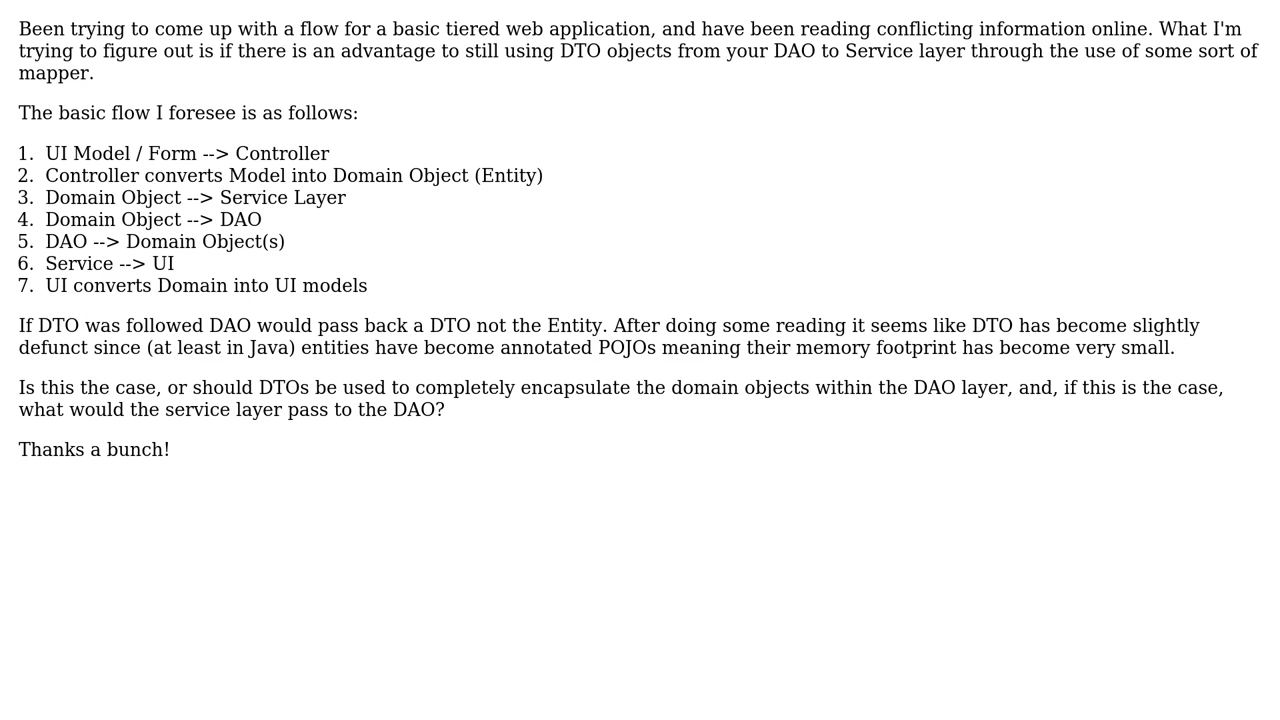 Been trying to come up with a flow for a basic tiered web application, and have been reading conflicting information online. What I'm
trying to figure out is if there is an advantage to still using DTO objects from your DAO to Service layer through the use of some sort of
mapper.
The basic flow I foresee is as follows:
1. UI Model / Form --> Controller
2. Controller converts Model into Domain Object (Entity)
3. Domain Object --> Service Layer
4. Domain Object --> DAO
5. DAO --> Domain Object(s)
6. Service --> UI
7. UI converts Domain into UI models
If DTO was followed DAO would pass back a DTO not the Entity. After doing some reading it seems like DTO has become slightly
defunct since (at least in Java) entities have become annotated POJOs meaning their memory footprint has become very small.
Is this the case, or should DTOs be used to completely encapsulate the domain objects within the DAO layer, and, if this is the case,
what would the service layer pass to the DAO?
Thanks a bunch!